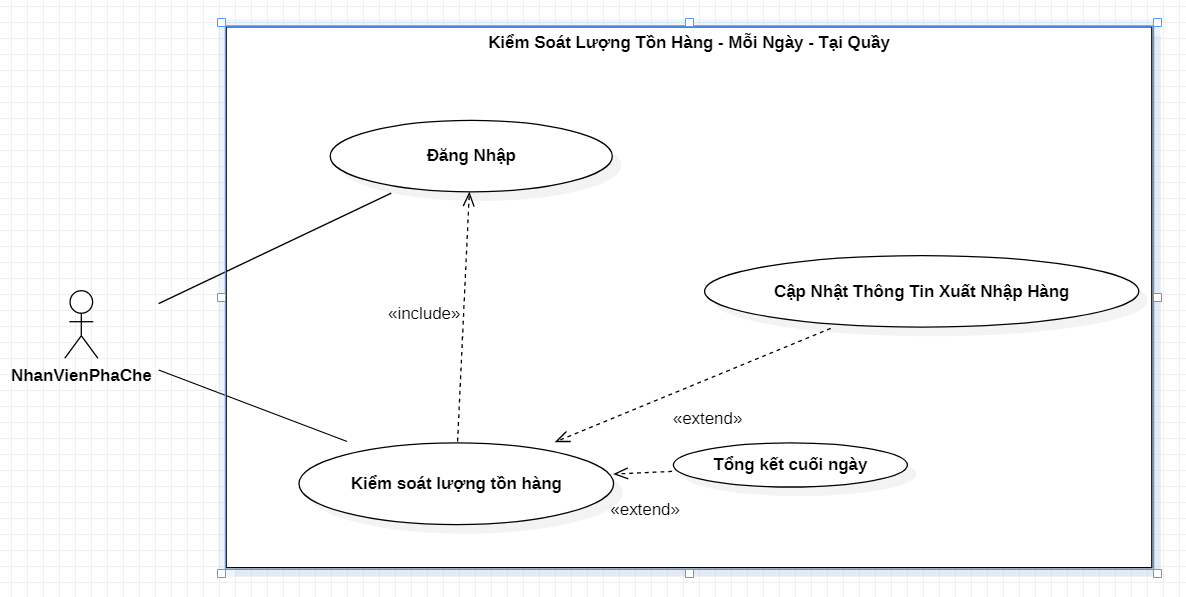 Kiểm Soát Lượng Tồn Hàng - Mỗi Ngày - Tại Quầy
Đăng Nhập
Cập Nhật Thông Tin Xuất Nhập Hàng
«include»
NhanVienPhaChe
«extend»
Tổng kết cuối ngày
Kiểm soát lượng tồn hàng
«extend»